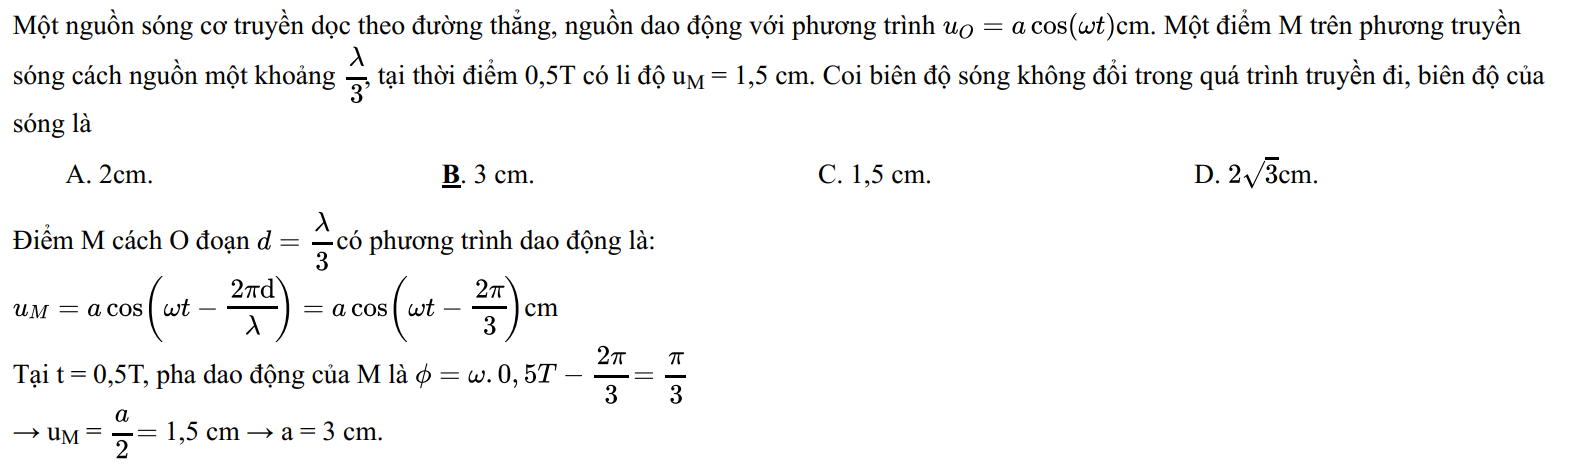 Một nguồn sóng cơ truyền dọc theo đường thẳng, nguồn dao động với phương trình $u_O = a\cos(\omega t)$cm. Một điểm M trên phương truyền
sóng cách nguồn một khoảng $\frac{\lambda}{3}$, tại thời điểm 0,5T có li độ u$_M$ = 1,5 cm. Coi biên độ sóng không đổi trong quá trình truyền đi, biên độ của
sóng là
A. 2cm. B. 3 cm. C. 1,5 cm. D. $2\sqrt{3}$cm.
Điểm M cách O đoạn $d = \frac{\lambda}{3}$ có phương trình dao động là:
$u_M = a\cos\left(\omega t - \frac{2\pi d}{\lambda}\right) = a\cos\left(\omega t - \frac{2\pi}{3}\right)$cm
Tại t = 0,5T, pha dao động của M là $\phi = \omega.0,5T - \frac{2\pi}{3} = \frac{\pi}{3}$
→ u$_M$ = $\frac{a}{2}$ = 1,5 cm → a = 3 cm.